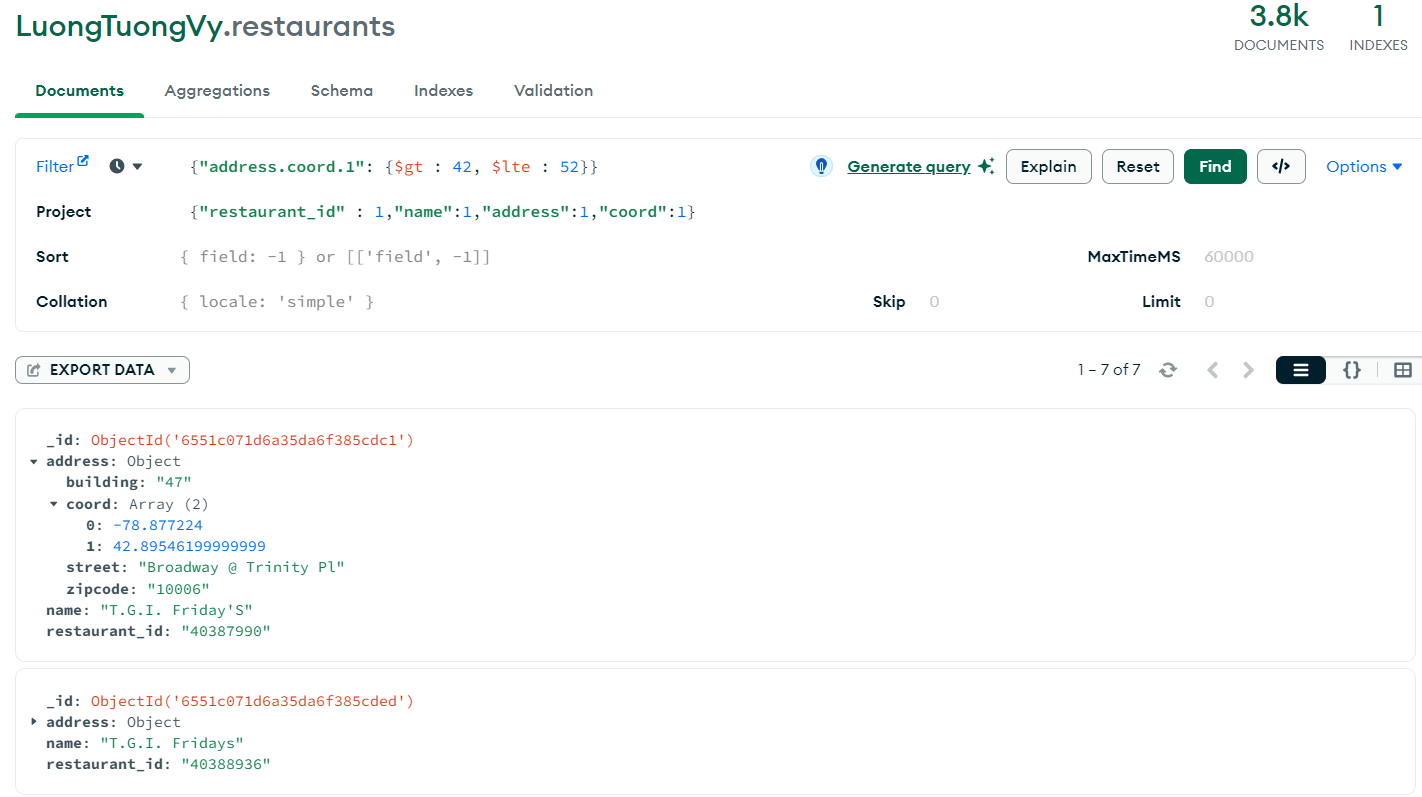 LuongTuongVy.restaurants
3.8k
DOCUMENTS
1
INDEXES
Documents Aggregations Schema Indexes Validation
Filter {"address.coord.1": {$gt : 42, $lte : 52}} Generate query Explain Reset Find </> Options
Project {"restaurant_id" : 1,"name":1,"address":1,"coord":1}
Sort { field: -1 } or [['field', -1]] MaxTimeMS 60000
Collation { locale: 'simple' } Skip 0 Limit 0
EXPORT DATA 1 – 7 of 7 {}
_id: ObjectId('6551c071d6a35da6f385cdc1')
address: Object
building: "47"
coord: Array (2)
0: -78.877224
1: 42.89546199999999
street: "Broadway @ Trinity Pl"
zipcode: "10006"
name: "T.G.I. Friday'S"
restaurant_id: "40387990"
_id: ObjectId('6551c071d6a35da6f385cded')
address: Object
name: "T.G.I. Fridays"
restaurant_id: "40388936"